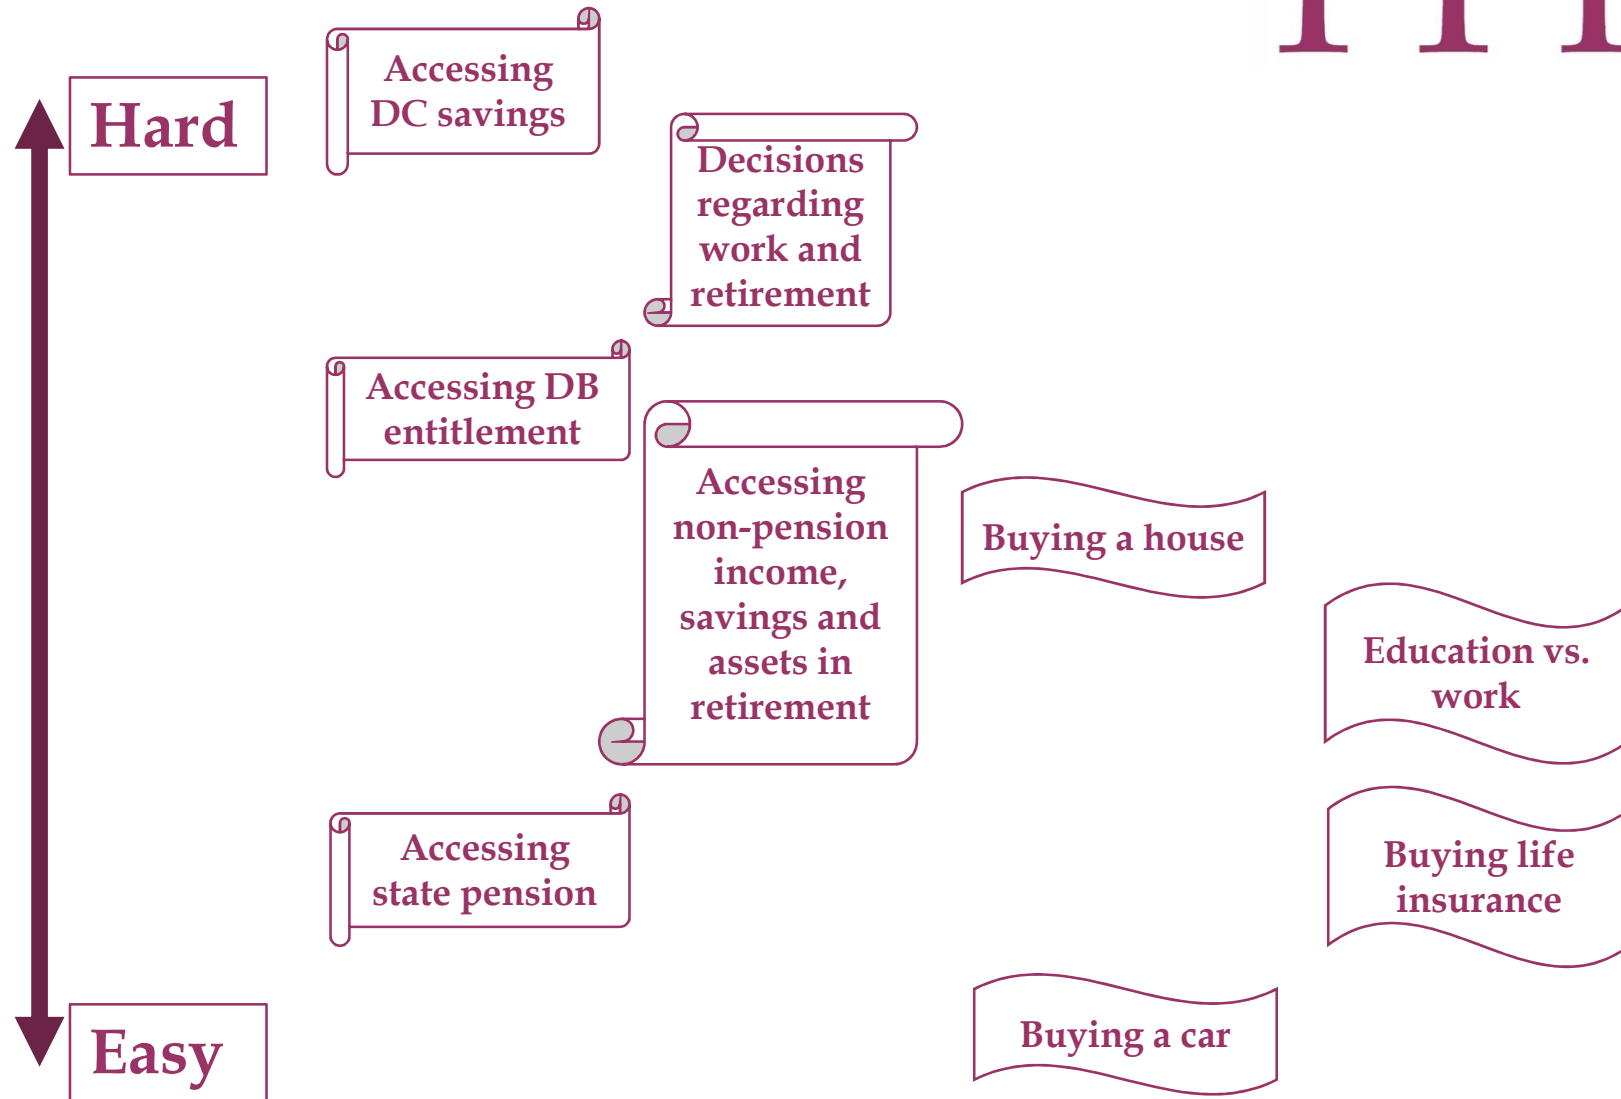 Hard
Accessing
DC savings
Decisions
regarding
work and
retirement
Accessing DB
entitlement
Accessing
non-pension
income,
savings and
assets in
retirement
Buying a house
Education vs.
work
Accessing
state pension
Buying life
insurance
Buying a car
Easy